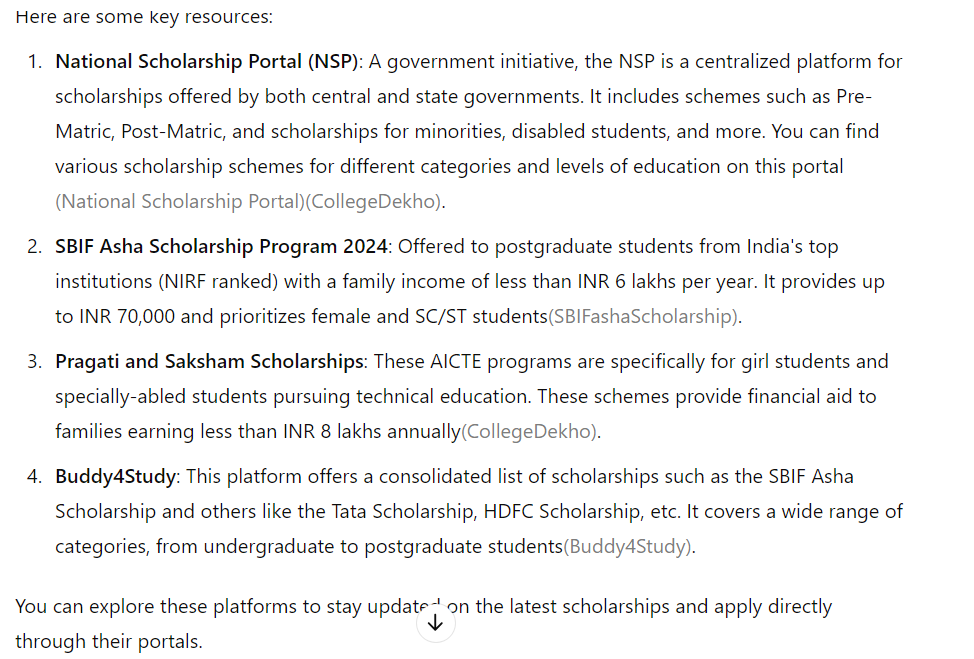 Here are some key resources:
1. National Scholarship Portal (NSP): A government initiative, the NSP is a centralized platform for
scholarships offered by both central and state governments. It includes schemes such as Pre-
Matric, Post-Matric, and scholarships for minorities, disabled students, and more. You can find
various scholarship schemes for different categories and levels of education on this portal
(National Scholarship Portal)(CollegeDekho).
2. SBIF Asha Scholarship Program 2024: Offered to postgraduate students from India's top
institutions (NIRF ranked) with a family income of less than INR 6 lakhs per year. It provides up
to INR 70,000 and prioritizes female and SC/ST students(SBIFashaScholarship).
3. Pragati and Saksham Scholarships: These AICTE programs are specifically for girl students and
specially-abled students pursuing technical education. These schemes provide financial aid to
families earning less than INR 8 lakhs annually(CollegeDekho).
4. Buddy4Study: This platform offers a consolidated list of scholarships such as the SBIF Asha
Scholarship and others like the Tata Scholarship, HDFC Scholarship, etc. It covers a wide range of
categories, from undergraduate to postgraduate students(Buddy4Study).
You can explore these platforms to stay updated on the latest scholarships and apply directly
through their portals.